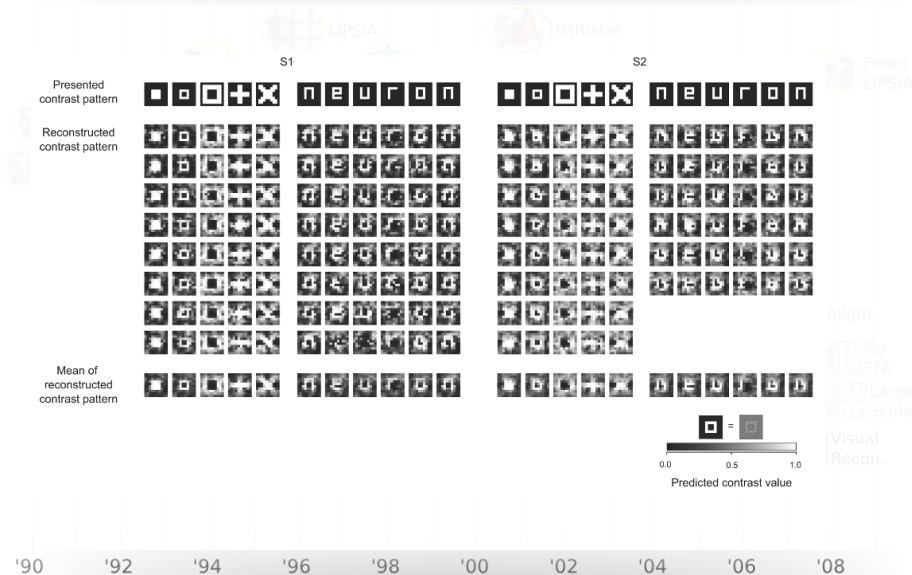 LIPSIA
fMRIstat
S1
S2
Freed
LIPSIA
Presented
contrast pattern
n e u r o n
n e u r o n
Reconstructed
contrast pattern
hlight
No
FFA
Mean of
reconstructed
contrast pattern
Large
Scale
=
Visual
Recon.
0.0 0.5 1.0
Predicted contrast value
'90 '92 '94 '96 '98 '00 '02 '04 '06 '08